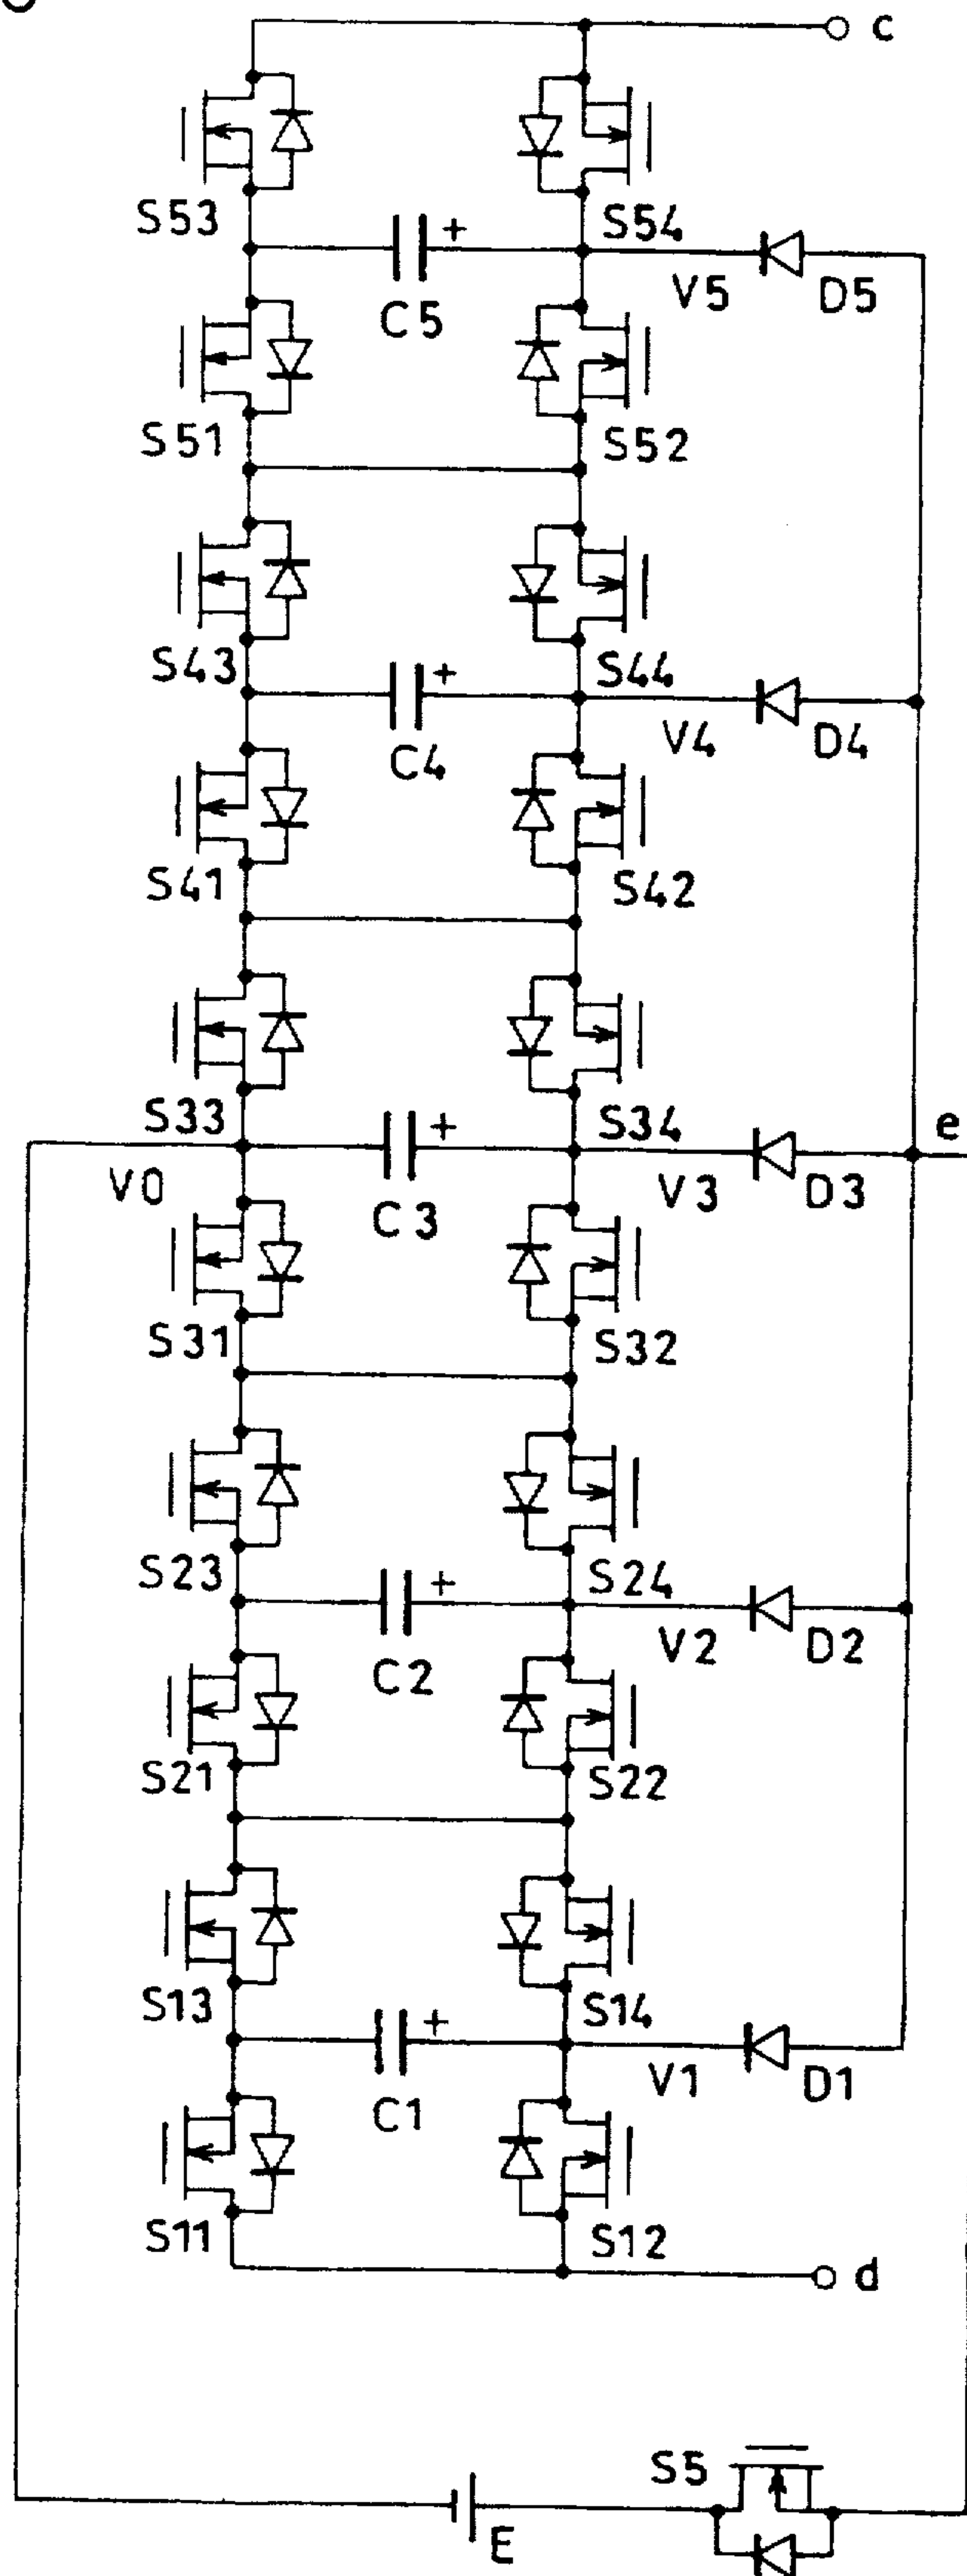 c
S53
S54
+
C5
V5
D5
S51
S52
S43
S44
+
C4
V4
D4
S41
S42
S33
S34
+
e
V0
C3
V3
D3
S31
S32
S23
S24
+
C2
V2
D2
S21
S22
S13
S14
+
C1
V1
D1
S11
S12
d
S5
E